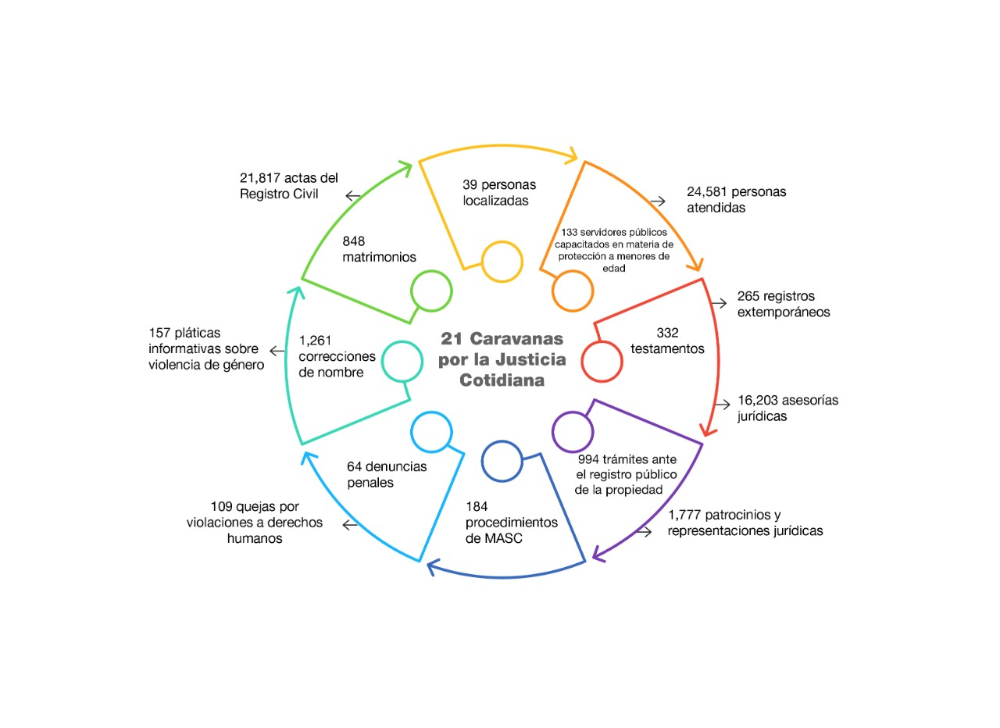 21 Caravanas
por la Justicia
Cotidiana
39 personas
localizadas
133 servidores públicos
capacitados en materia de
protección a menores de
edad
24,581 personas
atendidas
332
testamentos
265 registros
extemporáneos
16,203 asesorías
jurídicas
994 trámites ante
el registro público
de la propiedad
1,777 patrocinios y
representaciones jurídicas
184
procedimientos
de MASC
64 denuncias
penales
109 quejas por
violaciones a derechos
humanos
1,261
correcciones
de nombre
157 pláticas
informativas sobre
violencia de género
848
matrimonios
21,817 actas del
Registro Civil